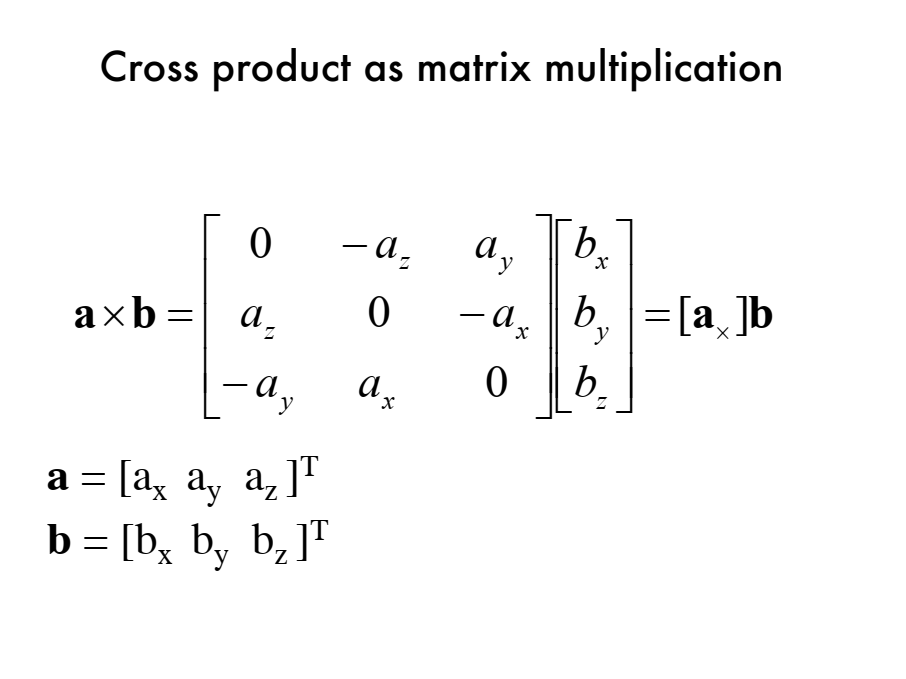 Cross product as matrix multiplication
a × b = [ 0 −a_z a_y ; a_z 0 −a_x ; −a_y a_x 0 ] [ b_x ; b_y ; b_z ] = [a_×]b
a = [a_x a_y a_z ]^T
b = [b_x b_y b_z ]^T